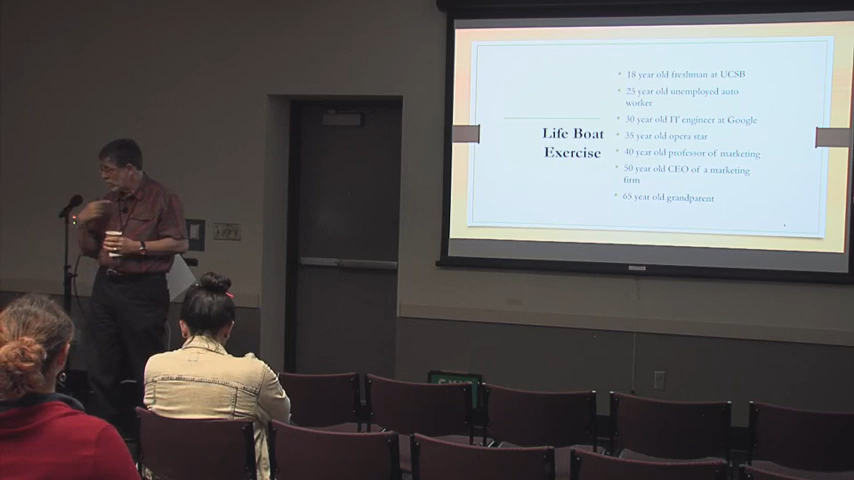 Life Boat
Exercise
• 18 year old freshman at UCSB
• 25 year old unemployed auto
worker
• 30 year old IT engineer at Google
• 35 year old opera star
• 40 year old professor of marketing
• 50 year old CEO of a marketing
firm
• 65 year old grandparent